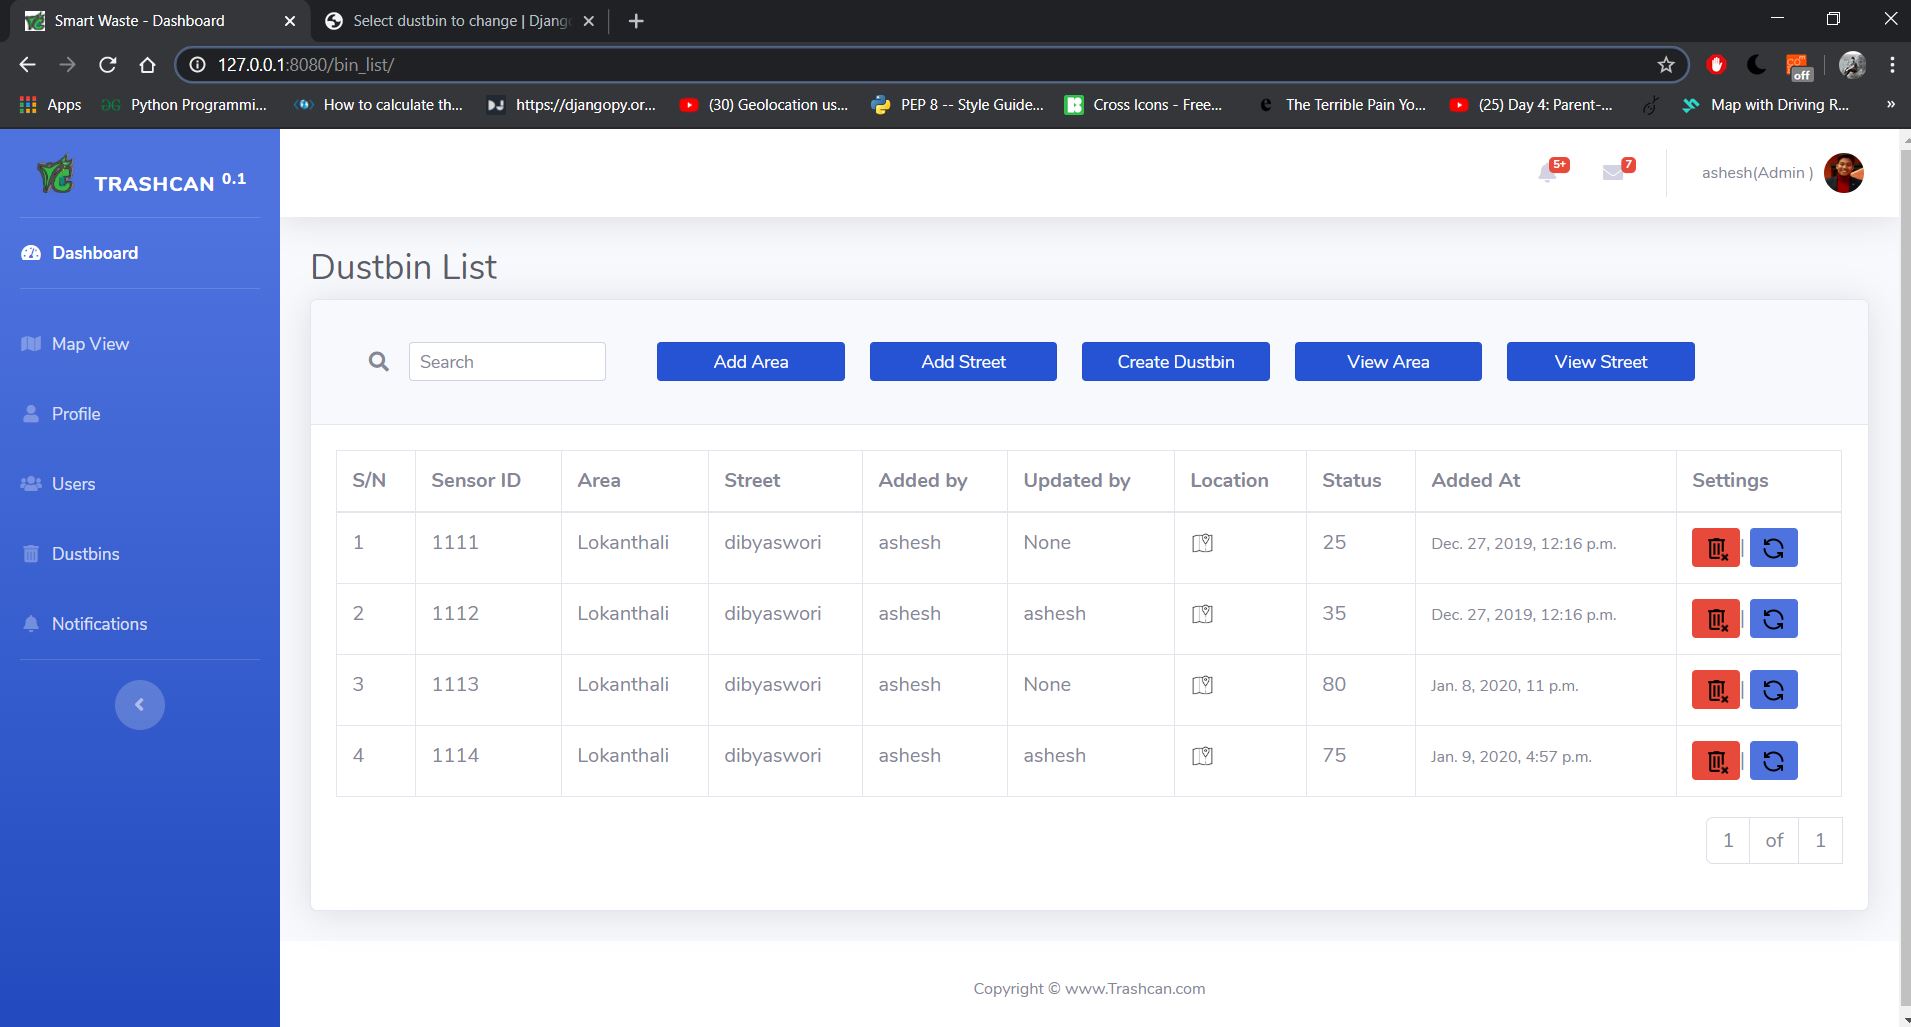 Smart Waste - Dashboard
Select dustbin to change | Djang
127.0.0.1:8080/bin_list/
off
Apps
Python Programmi...
How to calculate th...
https://djangopy.or...
(30) Geolocation us...
PEP 8 -- Style Guide...
Cross Icons - Free...
The Terrible Pain Yo...
(25) Day 4: Parent-...
Map with Driving R...
»
TRASHCAN 0.1
5+
7
ashesh(Admin )
Dashboard
Map View
Profile
Users
Dustbins
Notifications
Dustbin List
Search
Add Area
Add Street
Create Dustbin
View Area
View Street
S/N Sensor ID Area Street Added by Updated by Location Status Added At Settings
1 1111 Lokanthali dibyaswori ashesh None 25 Dec. 27, 2019, 12:16 p.m. |
2 1112 Lokanthali dibyaswori ashesh ashesh 35 Dec. 27, 2019, 12:16 p.m. |
3 1113 Lokanthali dibyaswori ashesh None 80 Jan. 8, 2020, 11 p.m. |
4 1114 Lokanthali dibyaswori ashesh ashesh 75 Jan. 9, 2020, 4:57 p.m. |
1 of 1
Copyright © www.Trashcan.com